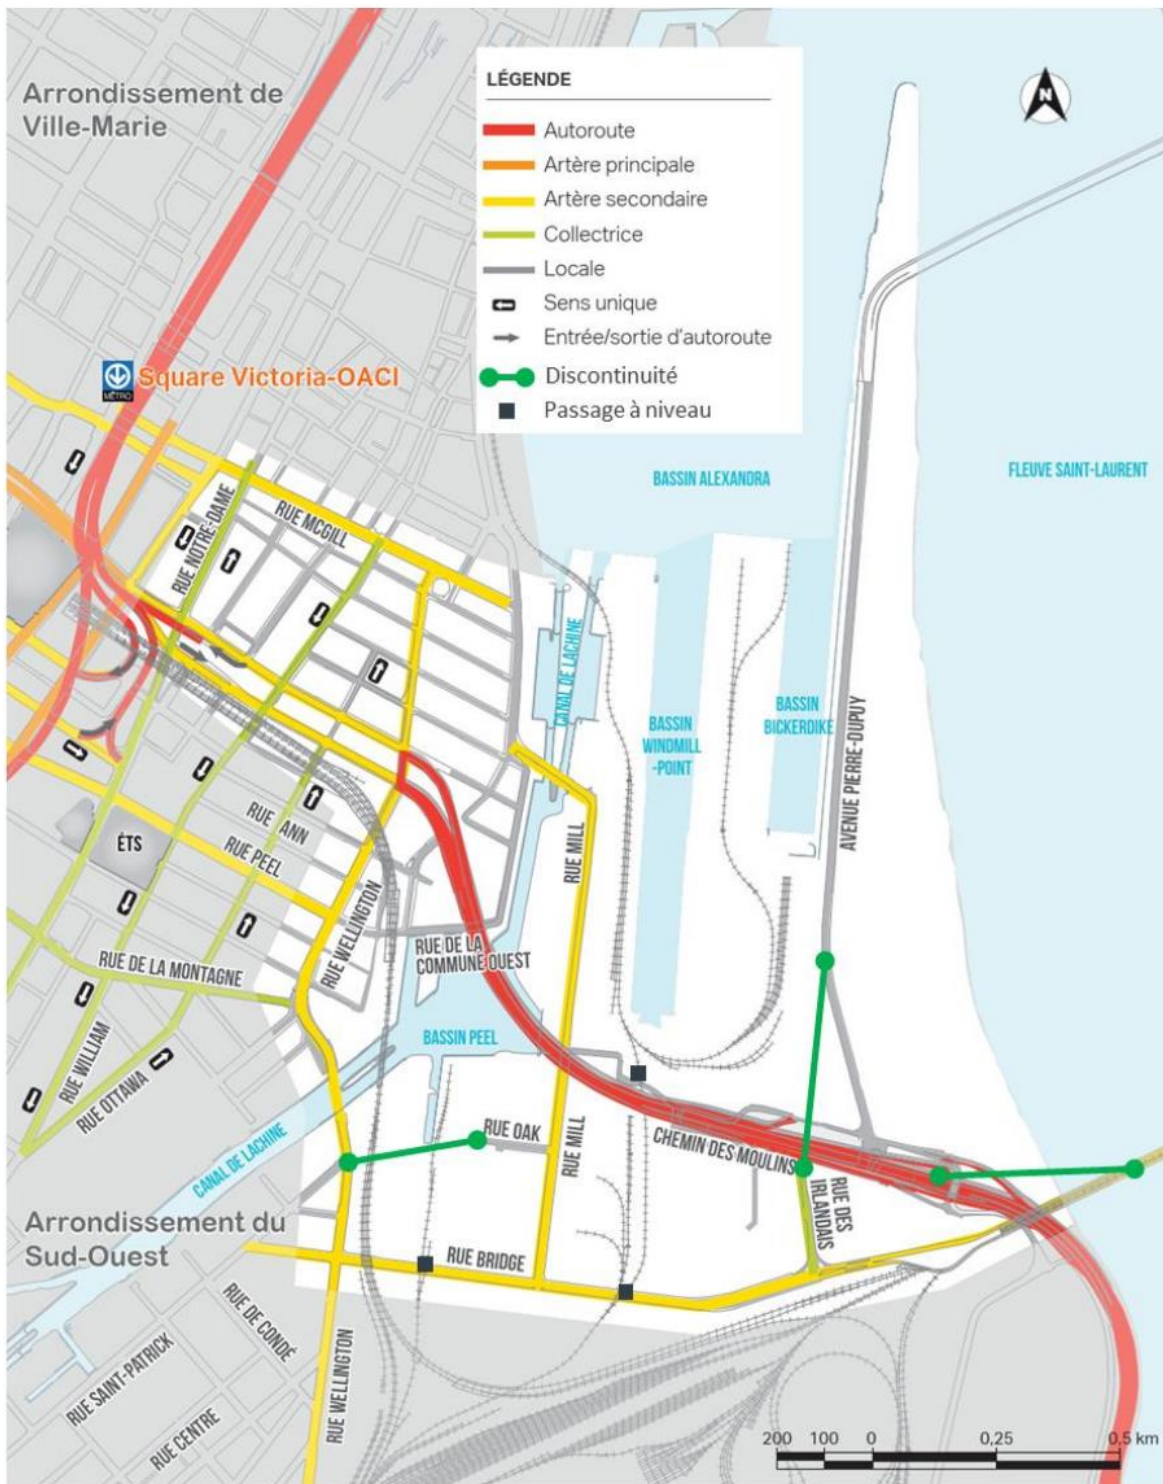 Arrondissement de
Ville-Marie
LÉGENDE
Autoroute
Artère principale
Artère secondaire
Collectrice
Locale
Sens unique
Entrée/sortie d'autoroute
Discontinuité
Passage à niveau
N
MÉTRO
Square Victoria-OACI
BASSIN ALEXANDRA
FLEUVE SAINT-LAURENT
RUE NOTRE-DAME
RUE MCGILL
CANAL DE LACHINE
BASSIN
WINDMILL
-POINT
BASSIN
BICKERDIKE
AVENUE PIERRE-DUPUY
ÉTS
RUE ANN
RUE PEEL
RUE MILL
RUE WELLINGTON
RUE DE LA
COMMUNE OUEST
RUE DE LA MONTAGNE
BASSIN PEEL
RUE WILLIAM
RUE OTTAWA
RUE OAK
RUE MILL
CHEMIN DES MOULINS
RUE DES
IRLANDAIS
CANAL DE LACHINE
Arrondissement du
Sud-Ouest
RUE BRIDGE
RUE DE CONDÉ
RUE SAINT-PATRICK
RUE CENTRE
RUE WELLINGTON
200 100 0 0,25 0,5 km